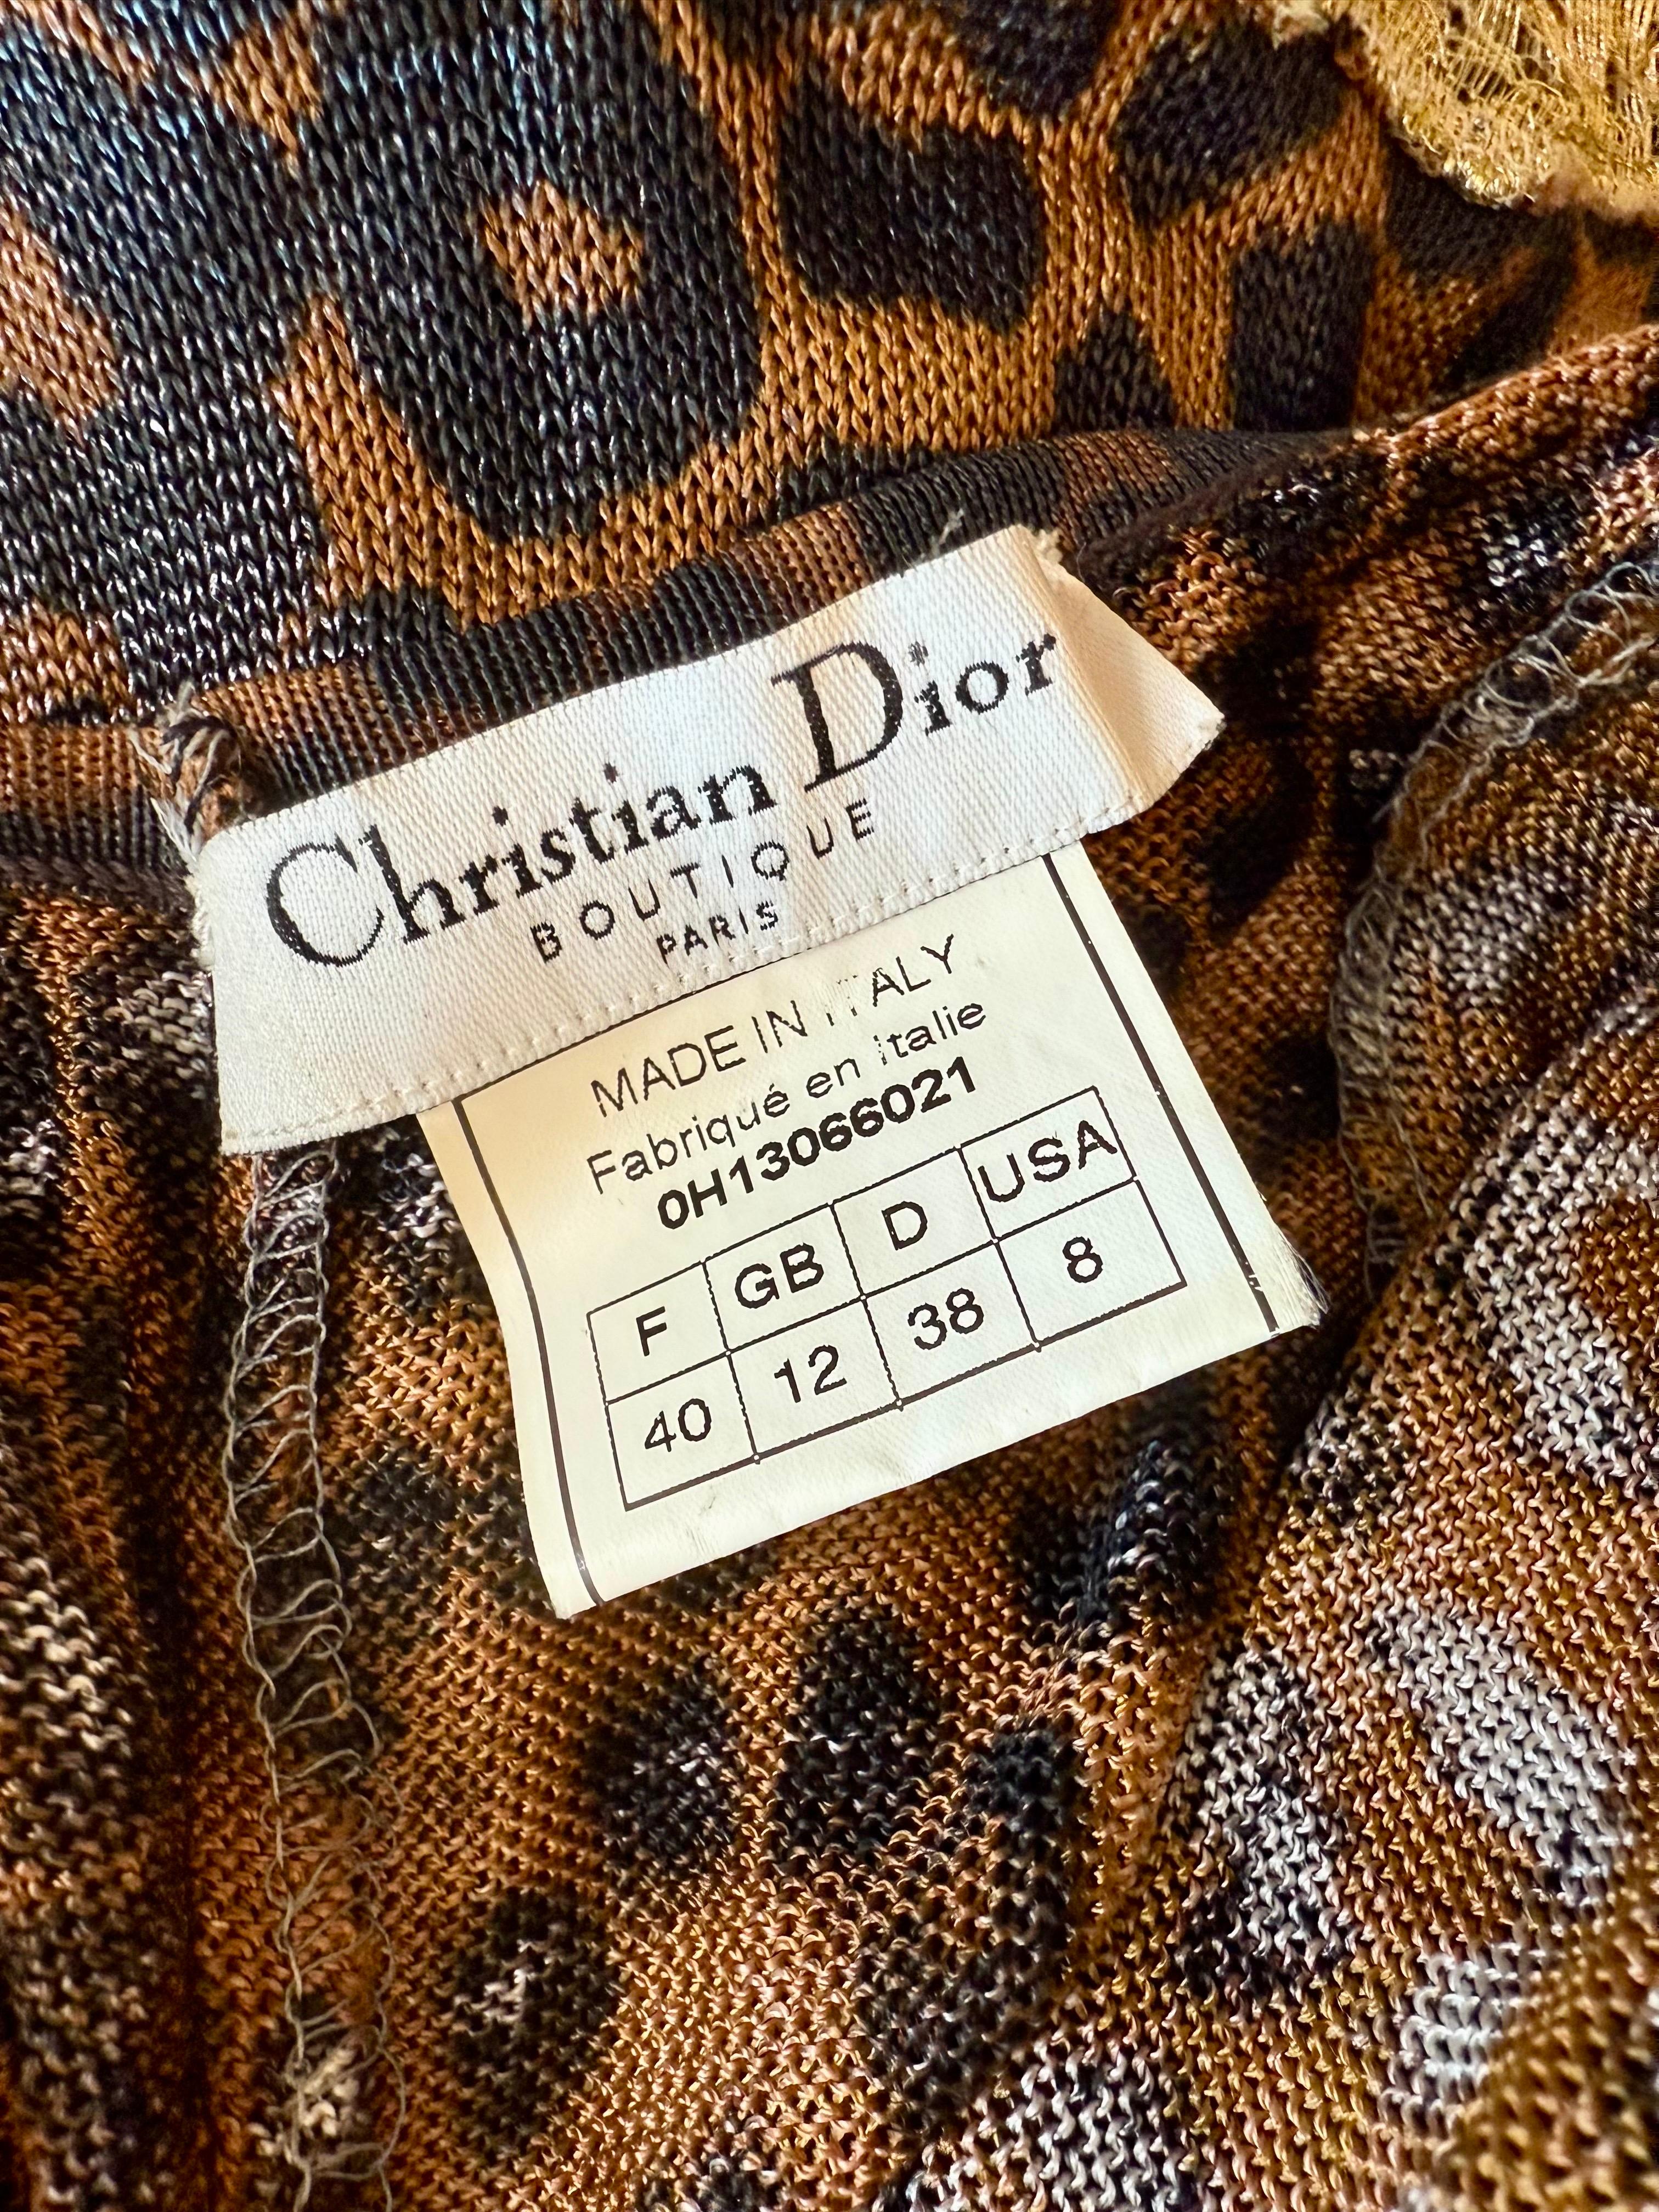 Christian Dior
BOUTIQUE
PARIS
MADE IN ITALY
Fabriqué en Italie
0H13066021
F GB D USA
40 12 38 8